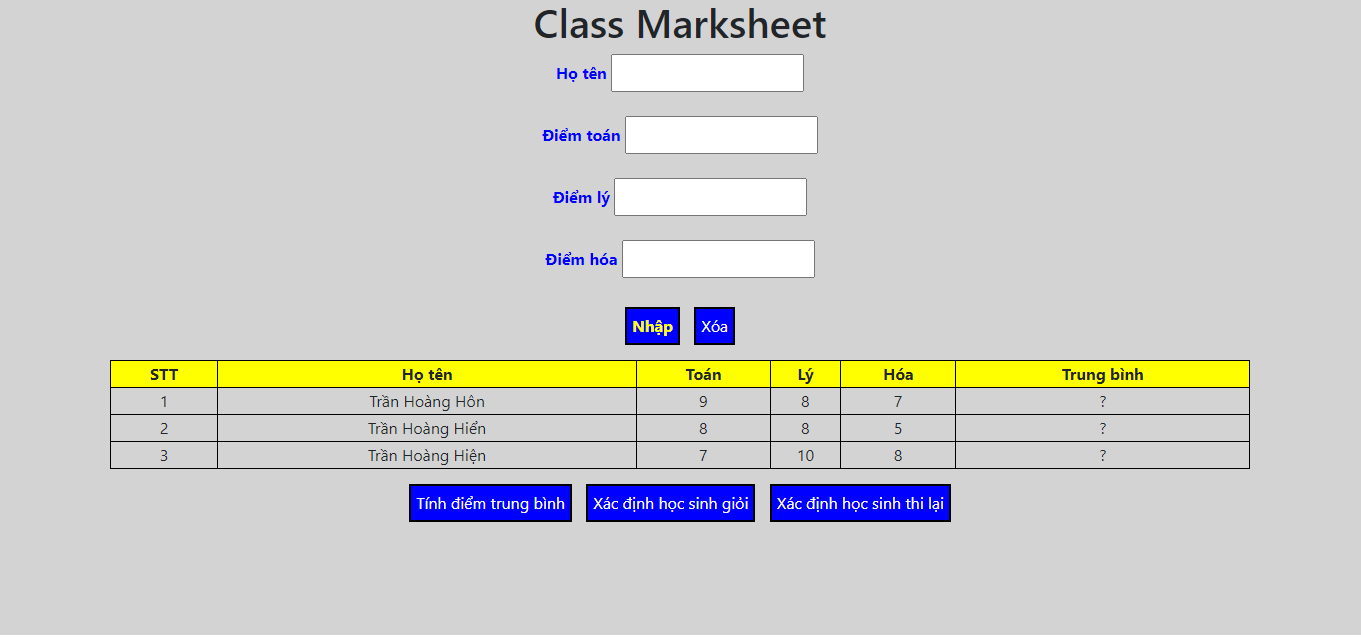 Class Marksheet
Họ tên
Điểm toán
Điểm lý
Điểm hóa
Nhập Xóa
STT Họ tên Toán Lý Hóa Trung bình
1 Trần Hoàng Hôn 9 8 7 ?
2 Trần Hoàng Hiển 8 8 5 ?
3 Trần Hoàng Hiện 7 10 8 ?
Tính điểm trung bình Xác định học sinh giỏi Xác định học sinh thi lại